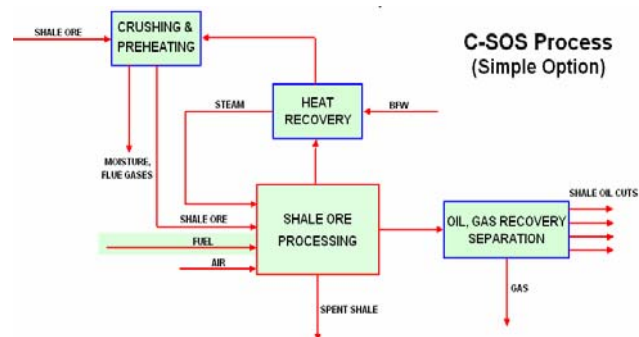 C-SOS Process
(Simple Option)
SHALE ORE
CRUSHING &
PREHEATING
STEAM
HEAT
RECOVERY
BFW
MOISTURE,
FLUE GASES
SHALE ORE
FUEL
AIR
SHALE ORE
PROCESSING
SHALE OIL CUTS
OIL, GAS RECOVERY
SEPARATION
GAS
SPENT SHALE